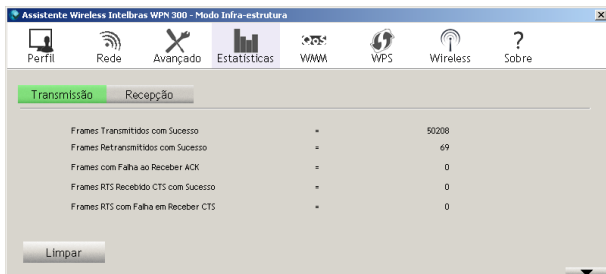 Assistente Wireless Intelbras WPN 300 - Modo Infra-estrutura
Perfil Rede Avançado Estatísticas QoS WMM WPS Wireless ? Sobre
Transmissão Recepção
Frames Transmitidos com Sucesso = 50208
Frames Retransmitidos com Sucesso = 69
Frames com Falha ao Receber ACK = 0
Frames RTS Recebido CTS com Sucesso = 0
Frames RTS com Falha em Receber CTS = 0
Limpar